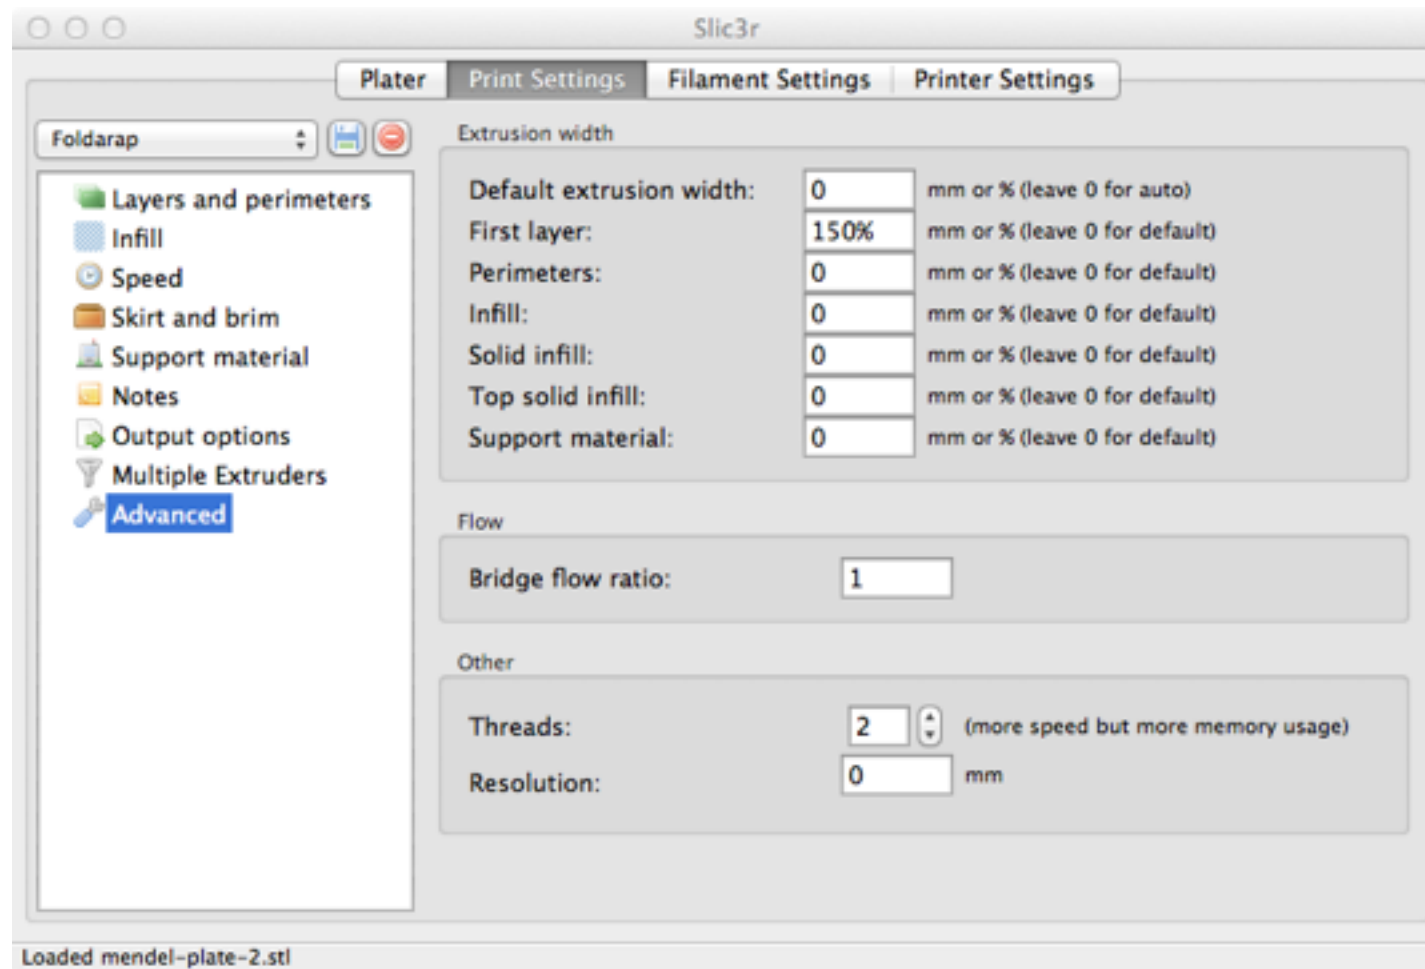 Slic3r
Plater Print Settings Filament Settings Printer Settings
Foldarap
Layers and perimeters
Infill
Speed
Skirt and brim
Support material
Notes
Output options
Multiple Extruders
Advanced
Extrusion width
Default extrusion width: 0 mm or % (leave 0 for auto)
First layer: 150% mm or % (leave 0 for default)
Perimeters: 0 mm or % (leave 0 for default)
Infill: 0 mm or % (leave 0 for default)
Solid infill: 0 mm or % (leave 0 for default)
Top solid infill: 0 mm or % (leave 0 for default)
Support material: 0 mm or % (leave 0 for default)
Flow
Bridge flow ratio: 1
Other
Threads: 2 (more speed but more memory usage)
Resolution: 0 mm
Loaded mendel-plate-2.stl